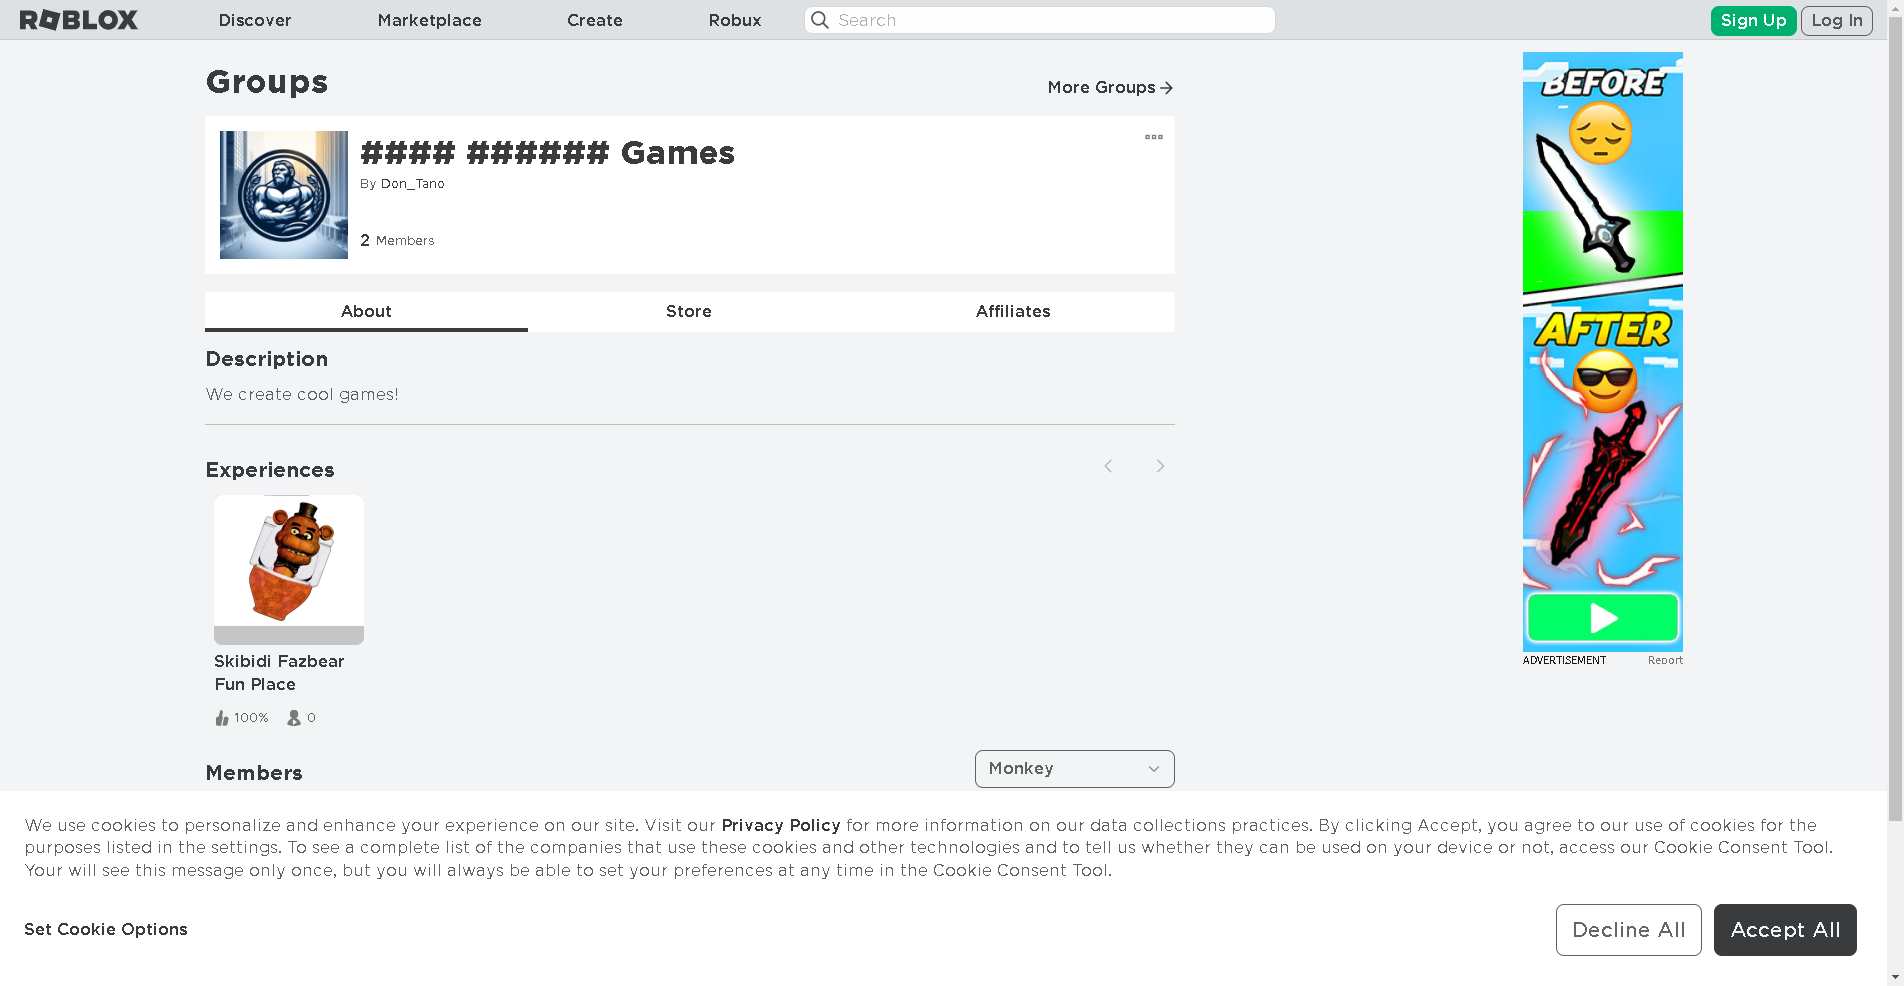 ROBLOX
Discover
Marketplace
Create
Robux
Search
Sign Up
Log In
Groups
More Groups
#### ###### Games
By Don_Tano
2 Members
About
Store
Affiliates
Description
We create cool games!
Experiences
Skibidi Fazbear
Fun Place
100%
0
Members
Monkey
BEFORE
AFTER
ADVERTISEMENT
Report
We use cookies to personalize and enhance your experience on our site. Visit our Privacy Policy for more information on our data collections practices. By clicking Accept, you agree to our use of cookies for the
purposes listed in the settings. To see a complete list of the companies that use these cookies and other technologies and to tell us whether they can be used on your device or not, access our Cookie Consent Tool.
Your will see this message only once, but you will always be able to set your preferences at any time in the Cookie Consent Tool.
Set Cookie Options
Decline All
Accept All